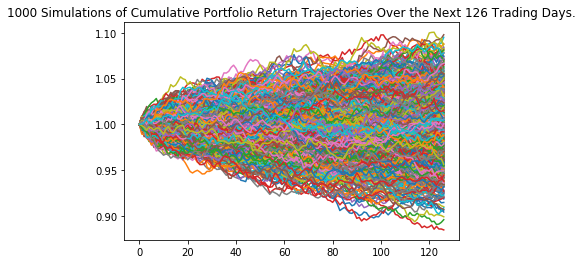 1000 Simulations of Cumulative Portfolio Return Trajectories Over the Next 126 Trading Days.
1.10
1.05
1.00
0.95
0.90
0 20 40 60 80 100 120